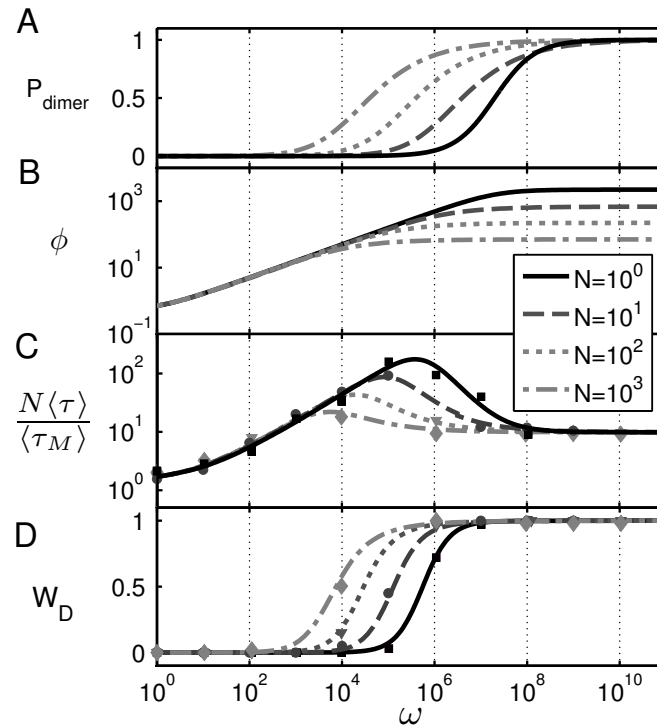 A
P_dimer
1
0.5
0
B
ϕ
10^3
10^1
10^-1
N=10^0
N=10^1
N=10^2
N=10^3
C
N⟨τ⟩
⟨τ_M⟩
10^2
10^1
10^0
D
W_D
1
0.5
0
10^0 10^2 10^4 10^6 10^8 10^10
ω